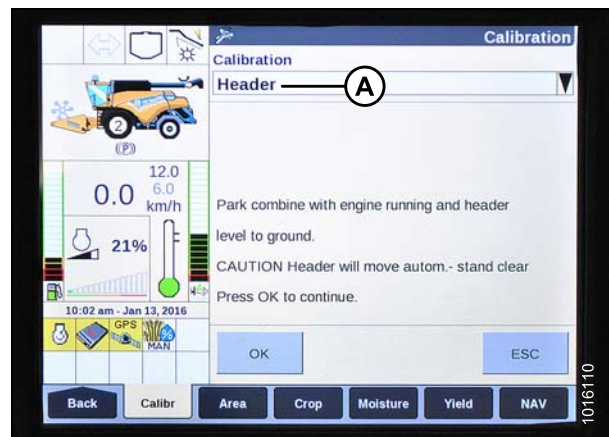 Calibration
Calibration
Header
A
2
(P)
12.0
0.0
6.0
km/h
21%
Park combine with engine running and header
level to ground.
CAUTION Header will move autom.- stand clear
Press OK to continue.
10:02 am - Jan 13, 2016
GPS
MAN
OK
ESC
Back
Calibr
Area
Crop
Moisture
Yield
NAV
1016110